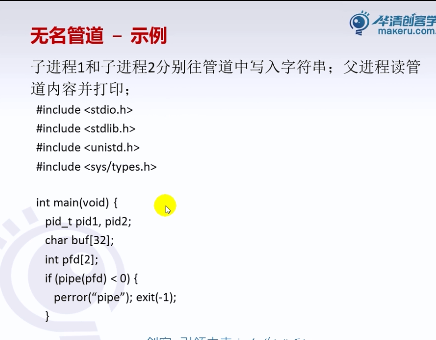 华清创客学
makeru.com
无名管道 – 示例
子进程1和子进程2分别往管道中写入字符串；父进程读管
道内容并打印；
#include <stdio.h>
#include <stdlib.h>
#include <unistd.h>
#include <sys/types.h>
int main(void) {
pid_t pid1, pid2;
char buf[32];
int pfd[2];
if (pipe(pfd) < 0) {
perror(“pipe”); exit(-1);
}